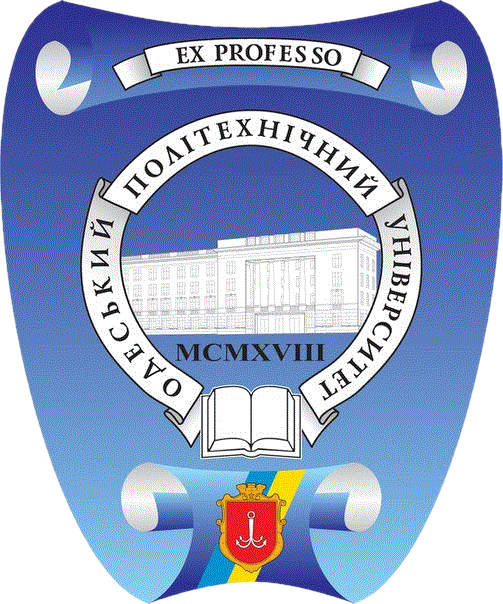 EX PROFESSO
ОДЕСЬКИЙ ПОЛІТЕХНІЧНИЙ УНІВЕРСИТЕТ
MCMXVIII